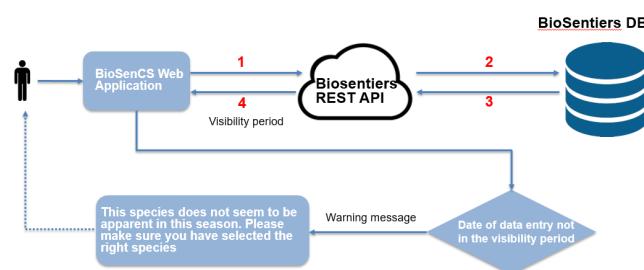 BioSentiers DB
BioSenCS Web
Application
1
2
Biosentiers
REST API
4
3
Visibility period
This species does not seem to be
apparent in this season. Please
make sure you have selected the
right species
Warning message
Date of data entry not
in the visibility period